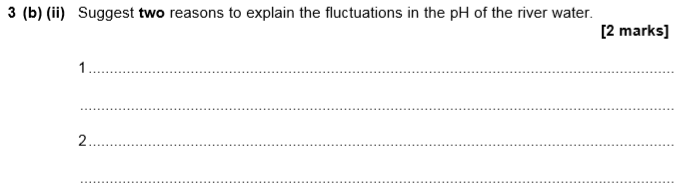 3 (b) (ii) Suggest two reasons to explain the fluctuations in the pH of the river water.
[2 marks]
1
2